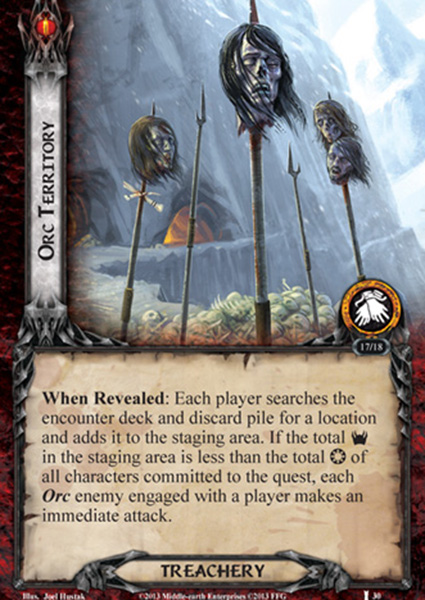 ORC TERRITORY
17/18
When Revealed: Each player searches the
encounter deck and discard pile for a location
and adds it to the staging area. If the total
in the staging area is less than the total of
all characters committed to the quest, each
Orc enemy engaged with a player makes an
immediate attack.
TREACHERY
Illus. Joel Hustak ©2013 Middle-earth Enterprises ©2013 FFG 30